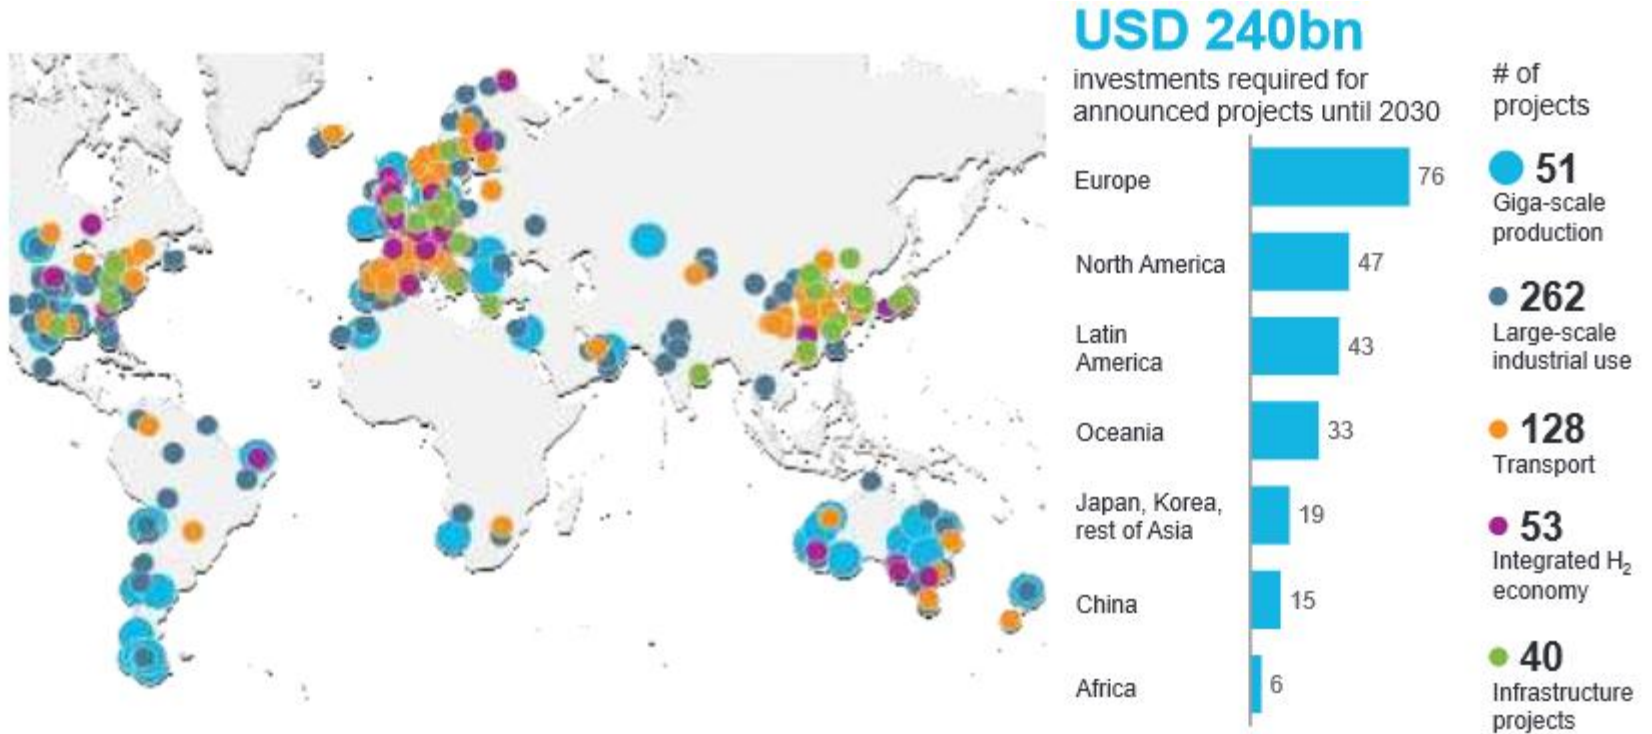 USD 240bn
investments required for
announced projects until 2030
Europe
76
North America
47
Latin
America
43
Oceania
33
Japan, Korea,
rest of Asia
19
China
15
Africa
6
# of
projects
51
Giga-scale
production
262
Large-scale
industrial use
128
Transport
53
Integrated H₂
economy
40
Infrastructure
projects